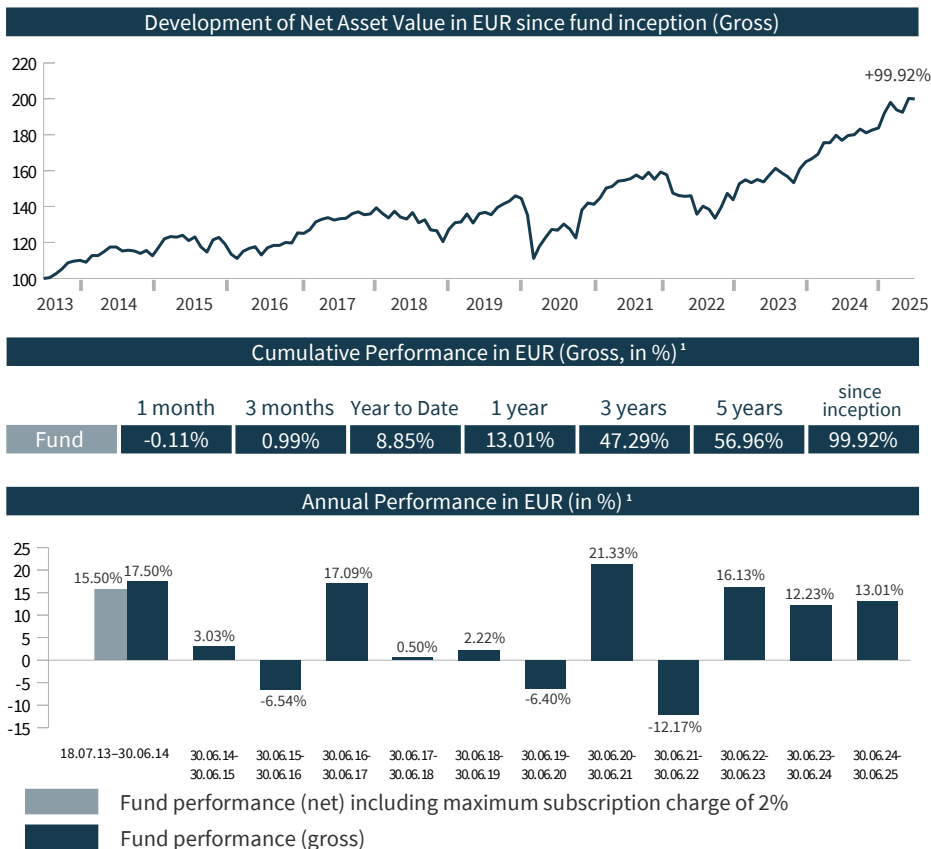 Development of Net Asset Value in EUR since fund inception (Gross)
220
+99.92%
200
180
160
140
120
100
2013 2014 2015 2016 2017 2018 2019 2020 2021 2022 2023 2024 2025
Cumulative Performance in EUR (Gross, in %) ¹
1 month 3 months Year to Date 1 year 3 years 5 years since inception
Fund -0.11% 0.99% 8.85% 13.01% 47.29% 56.96% 99.92%
Annual Performance in EUR (in %) ¹
25
20
15
10
5
0
-5
-10
-15
15.50% 17.50% 3.03% -6.54% 17.09% 0.50% 2.22% -6.40% 21.33% -12.17% 16.13% 12.23% 13.01%
18.07.13–30.06.14 30.06.14- 30.06.15- 30.06.16- 30.06.17- 30.06.18- 30.06.19- 30.06.20- 30.06.21- 30.06.22- 30.06.23- 30.06.24-
30.06.15 30.06.16 30.06.17 30.06.18 30.06.19 30.06.20 30.06.21 30.06.22 30.06.23 30.06.24 30.06.25
Fund performance (net) including maximum subscription charge of 2%
Fund performance (gross)